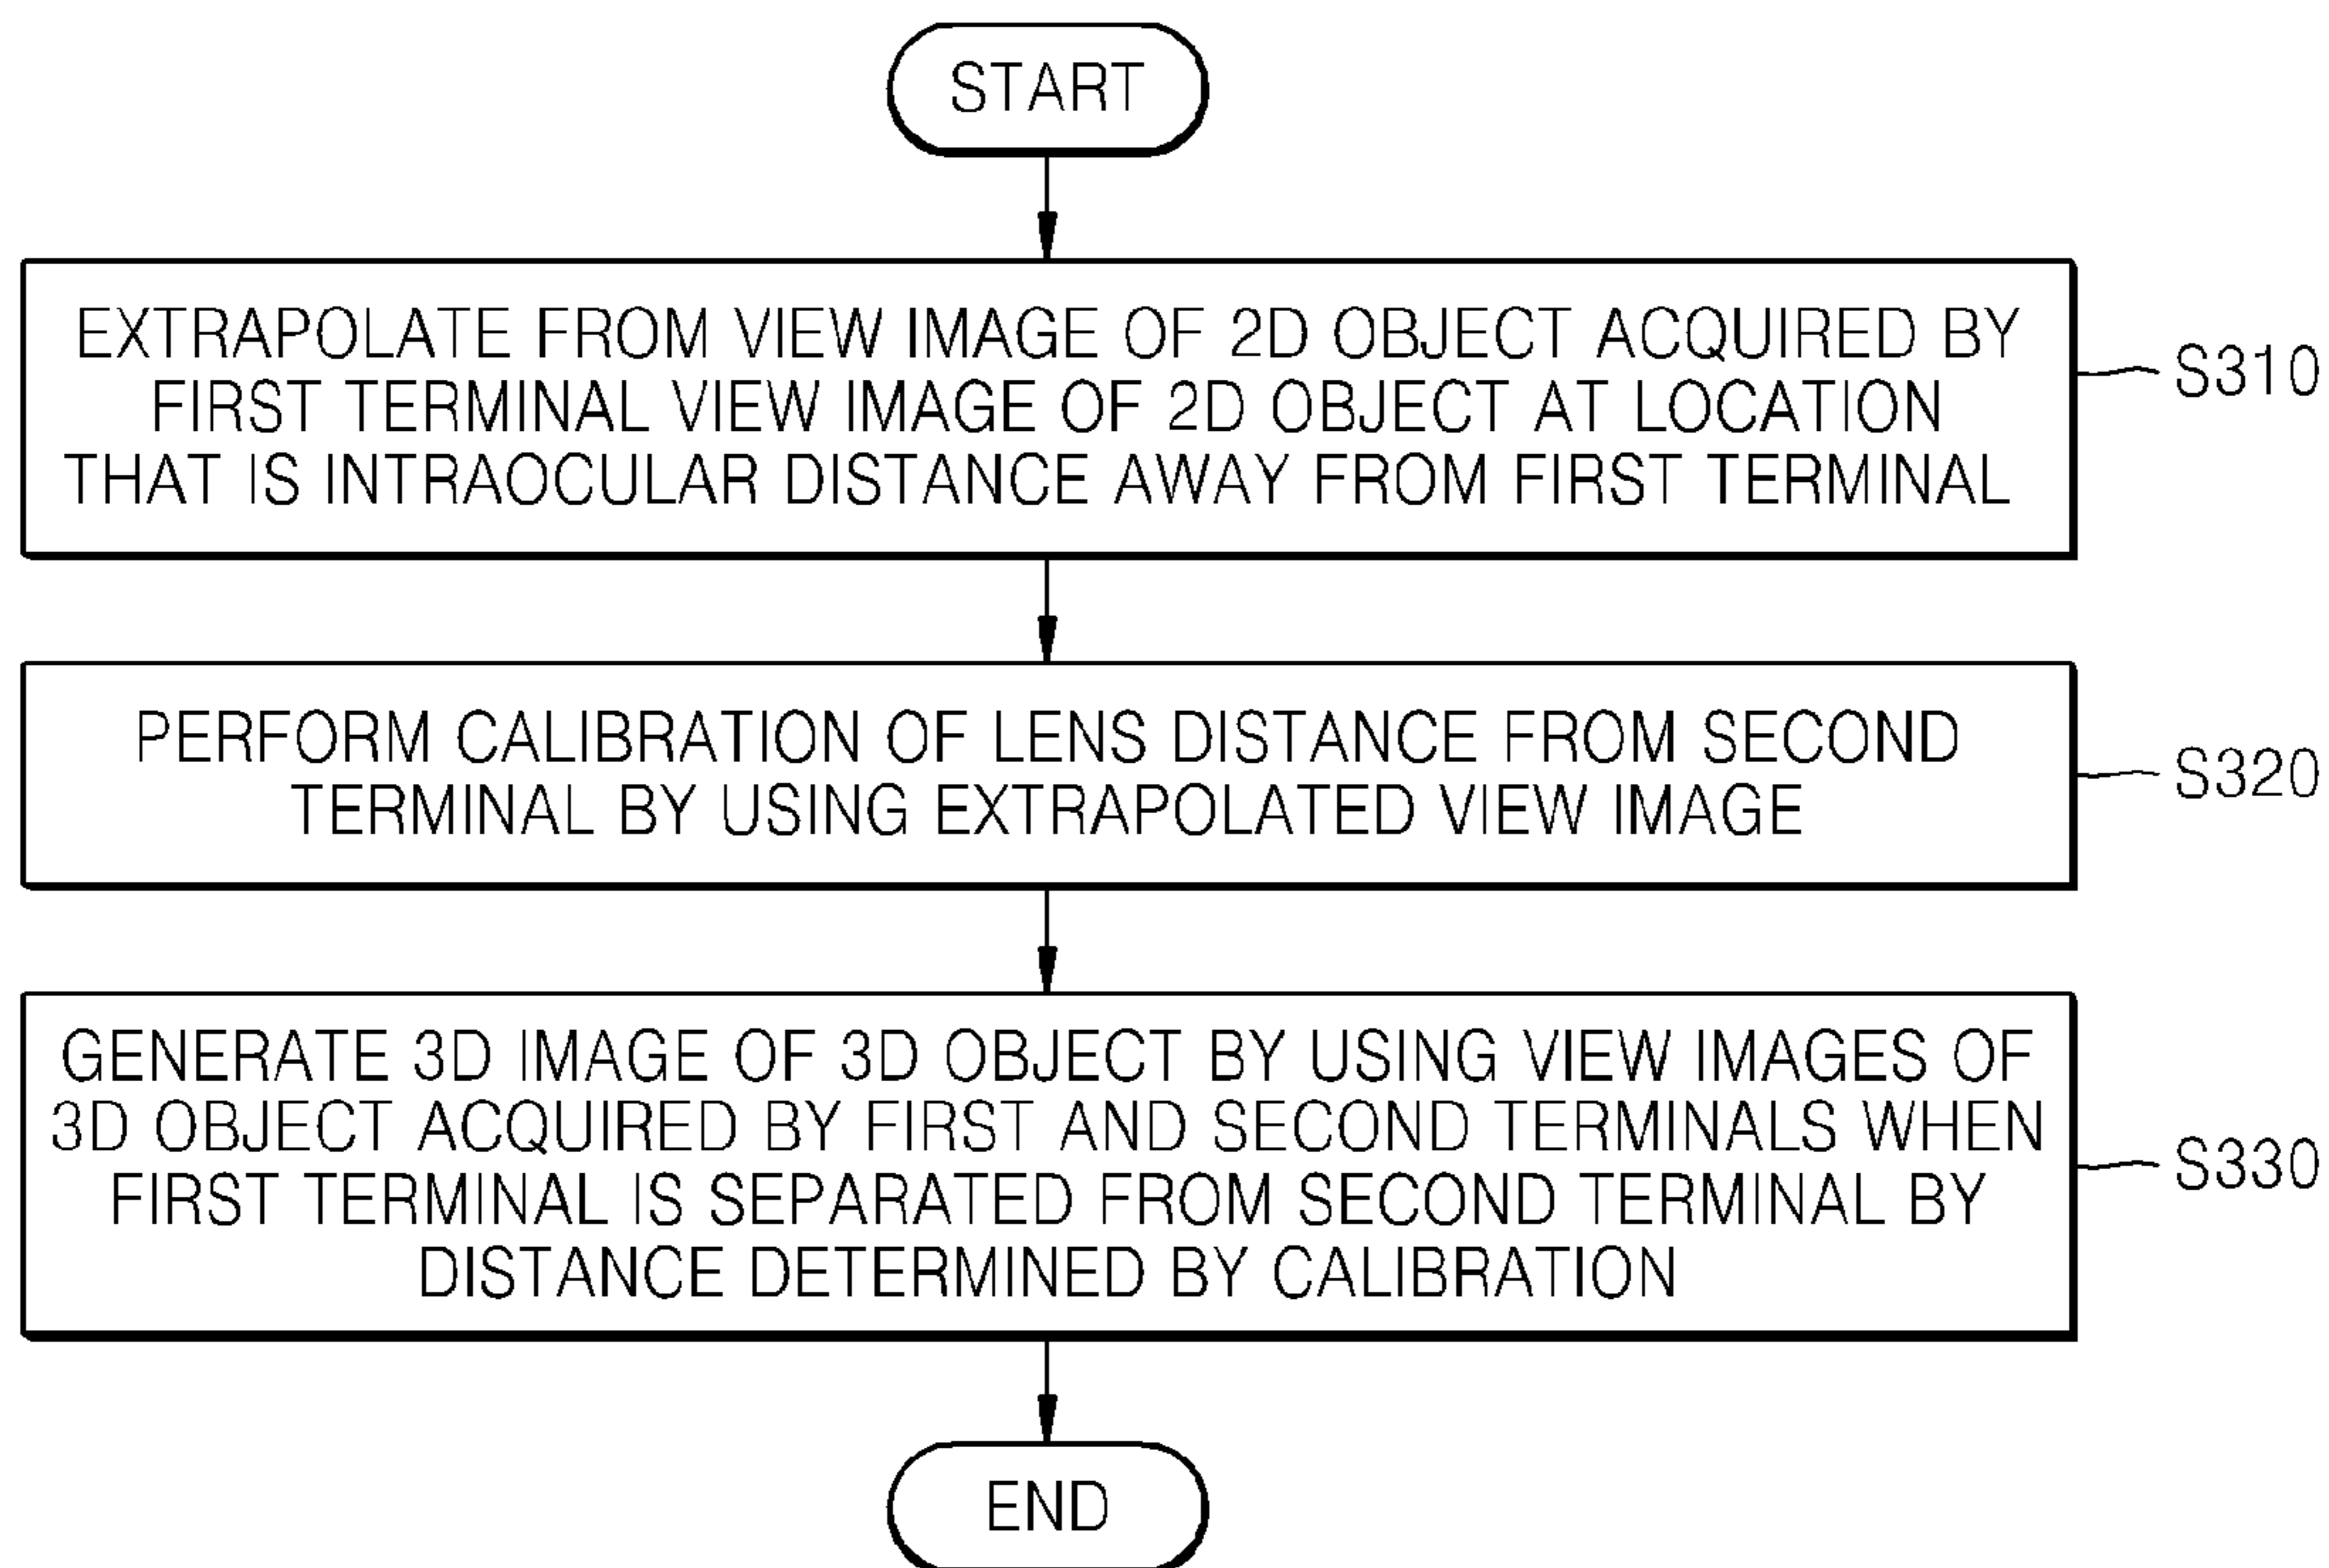 START
EXTRAPOLATE FROM VIEW IMAGE OF 2D OBJECT ACQUIRED BY
FIRST TERMINAL VIEW IMAGE OF 2D OBJECT AT LOCATION
THAT IS INTRAOCULAR DISTANCE AWAY FROM FIRST TERMINAL
S310
PERFORM CALIBRATION OF LENS DISTANCE FROM SECOND
TERMINAL BY USING EXTRAPOLATED VIEW IMAGE
S320
GENERATE 3D IMAGE OF 3D OBJECT BY USING VIEW IMAGES OF
3D OBJECT ACQUIRED BY FIRST AND SECOND TERMINALS WHEN
FIRST TERMINAL IS SEPARATED FROM SECOND TERMINAL BY
DISTANCE DETERMINED BY CALIBRATION
S330
END